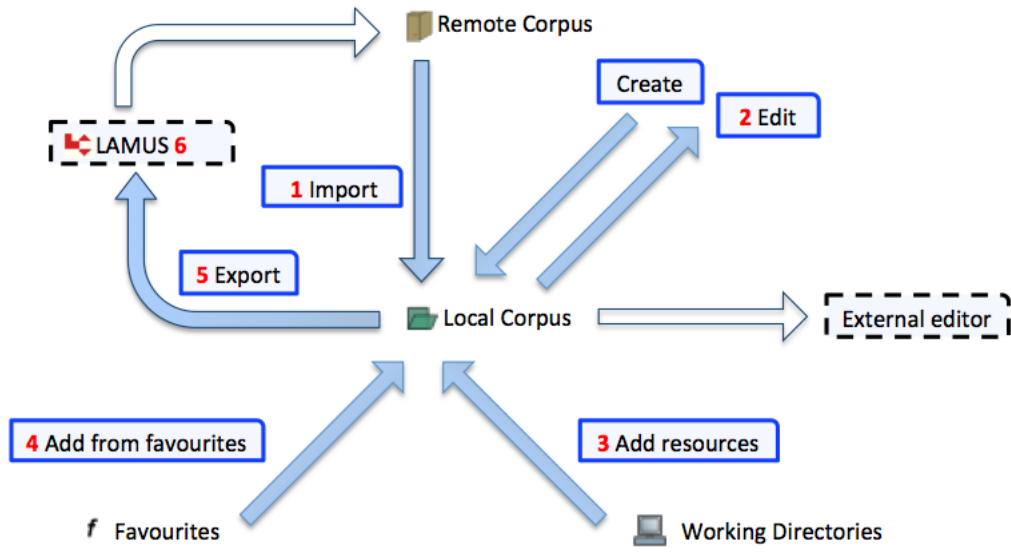 Remote Corpus
Create
2 Edit
LAMUS 6
1 Import
5 Export
Local Corpus
External editor
4 Add from favourites
3 Add resources
f Favourites
Working Directories